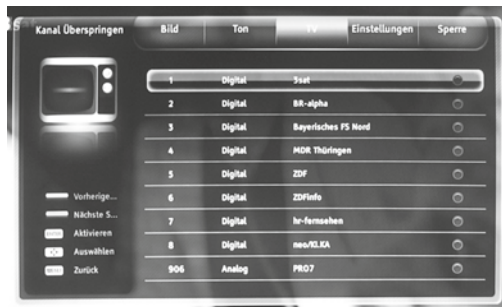 Kanal Überspringen
Bild Ton TV Einstellungen Sperre
1 Digital 3sat
2 Digital BR-alpha
3 Digital Bayerisches FS Nord
4 Digital MDR Thüringen
5 Digital ZDF
6 Digital ZDFinfo
7 Digital hr-fernsehen
8 Digital neo/KI.KA
906 Analog PRO7
Vorherige...
Nächste S...
Aktivieren
Auswählen
MENU Zurück